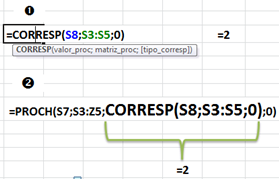 ❶
=CORRESP(S8;S3:S5;0) =2
CORRESP(valor_proc; matriz_proc; [tipo_corresp])
❷
=PROCH(S7;S3:Z5;CORRESP(S8;S3:S5;0);0)
=2